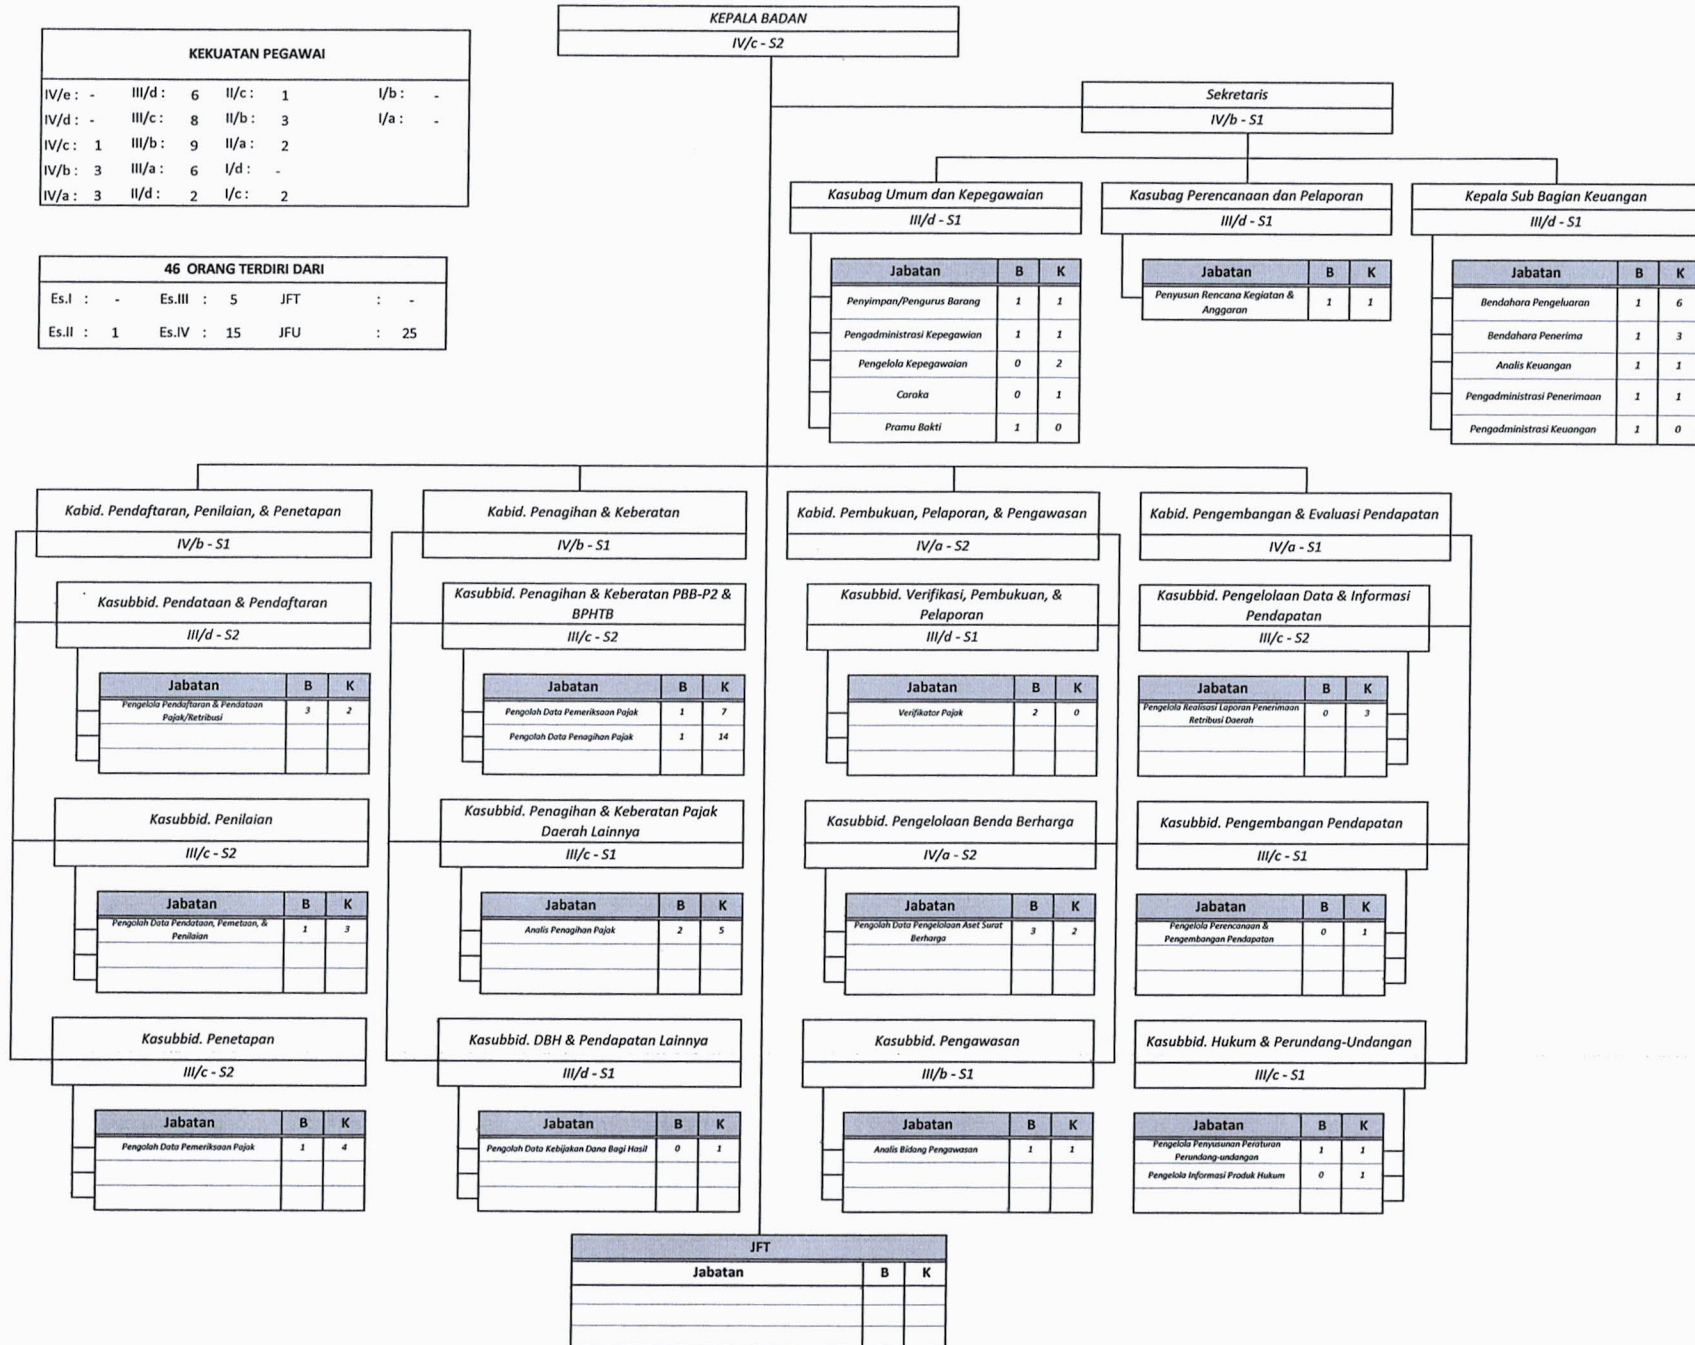 KEPALA BADAN
IV/c - S2
KEKUATAN PEGAWAI
IV/e : - III/d : 6 II/c : 1 I/b : -
IV/d : - III/c : 8 II/b : 3 I/a : -
IV/c : 1 III/b : 9 II/a : 2
IV/b : 3 III/a : 6 I/d : -
IV/a : 3 II/d : 2 I/c : 2
46 ORANG TERDIRI DARI
Es.I : - Es.III : 5 JFT : -
Es.II : 1 Es.IV : 15 JFU : 25
Sekretaris
IV/b - S1
Kasubag Umum dan Kepegawaian
III/d - S1
Jabatan B K
Penyimpan/Pengurus Barang 1 1
Pengadministrasi Kepegawian 1 1
Pengelola Kepegawaian 0 2
Caraka 0 1
Pramu Bakti 1 0
Kasubag Perencanaan dan Pelaporan
III/d - S1
Jabatan B K
Penyusun Rencana Kegiatan &
Anggaran 1 1
Kepala Sub Bagian Keuangan
III/d - S1
Jabatan B K
Bendahara Pengeluaran 1 6
Bendahara Penerima 1 3
Analis Keuangan 1 1
Pengadministrasi Penerimaan 1 1
Pengadministrasi Keuangan 1 0
Kabid. Pendaftaran, Penilaian, & Penetapan
IV/b - S1
Kasubbid. Pendataan & Pendaftaran
III/d - S2
Jabatan B K
Pengelola Pendaftaran & Pendataan
Pajak/Retribusi 3 2
Kasubbid. Penilaian
III/c - S2
Jabatan B K
Pengolah Data Pendataan, Pemetaan, &
Penilaian 1 3
Kasubbid. Penetapan
III/c - S2
Jabatan B K
Pengolah Data Pemeriksaan Pajak 1 4
Kabid. Penagihan & Keberatan
IV/b - S1
Kasubbid. Penagihan & Keberatan PBB-P2 &
BPHTB
III/c - S2
Jabatan B K
Pengolah Data Pemeriksaan Pajak 1 7
Pengolah Data Penagihan Pajak 1 14
Kasubbid. Penagihan & Keberatan Pajak
Daerah Lainnya
III/c - S1
Jabatan B K
Analis Penagihan Pajak 2 5
Kasubbid. DBH & Pendapatan Lainnya
III/d - S1
Jabatan B K
Pengolah Data Kebijakan Dana Bagi Hasil 0 1
Kabid. Pembukuan, Pelaporan, & Pengawasan
IV/a - S2
Kasubbid. Verifikasi, Pembukuan, &
Pelaporan
III/d - S1
Jabatan B K
Verifikator Pajak 2 0
Kasubbid. Pengelolaan Benda Berharga
IV/a - S2
Jabatan B K
Pengolah Data Pengelolaan Aset Surat
Berharga 3 2
Kasubbid. Pengawasan
III/b - S1
Jabatan B K
Analis Bidang Pengawasan 1 1
Kabid. Pengembangan & Evaluasi Pendapatan
IV/a - S1
Kasubbid. Pengelolaan Data & Informasi
Pendapatan
III/c - S2
Jabatan B K
Pengelola Realisasi Laporan Penerimaan
Retribusi Daerah 0 3
Kasubbid. Pengembangan Pendapatan
III/c - S1
Jabatan B K
Pengelola Perencanaan &
Pengembangan Pendapatan 0 1
Kasubbid. Hukum & Perundang-Undangan
III/c - S1
Jabatan B K
Pengelola Penyusunan Peraturan
Perundang-undangan 1 1
Pengelola Informasi Produk Hukum 0 1
JFT
Jabatan B K